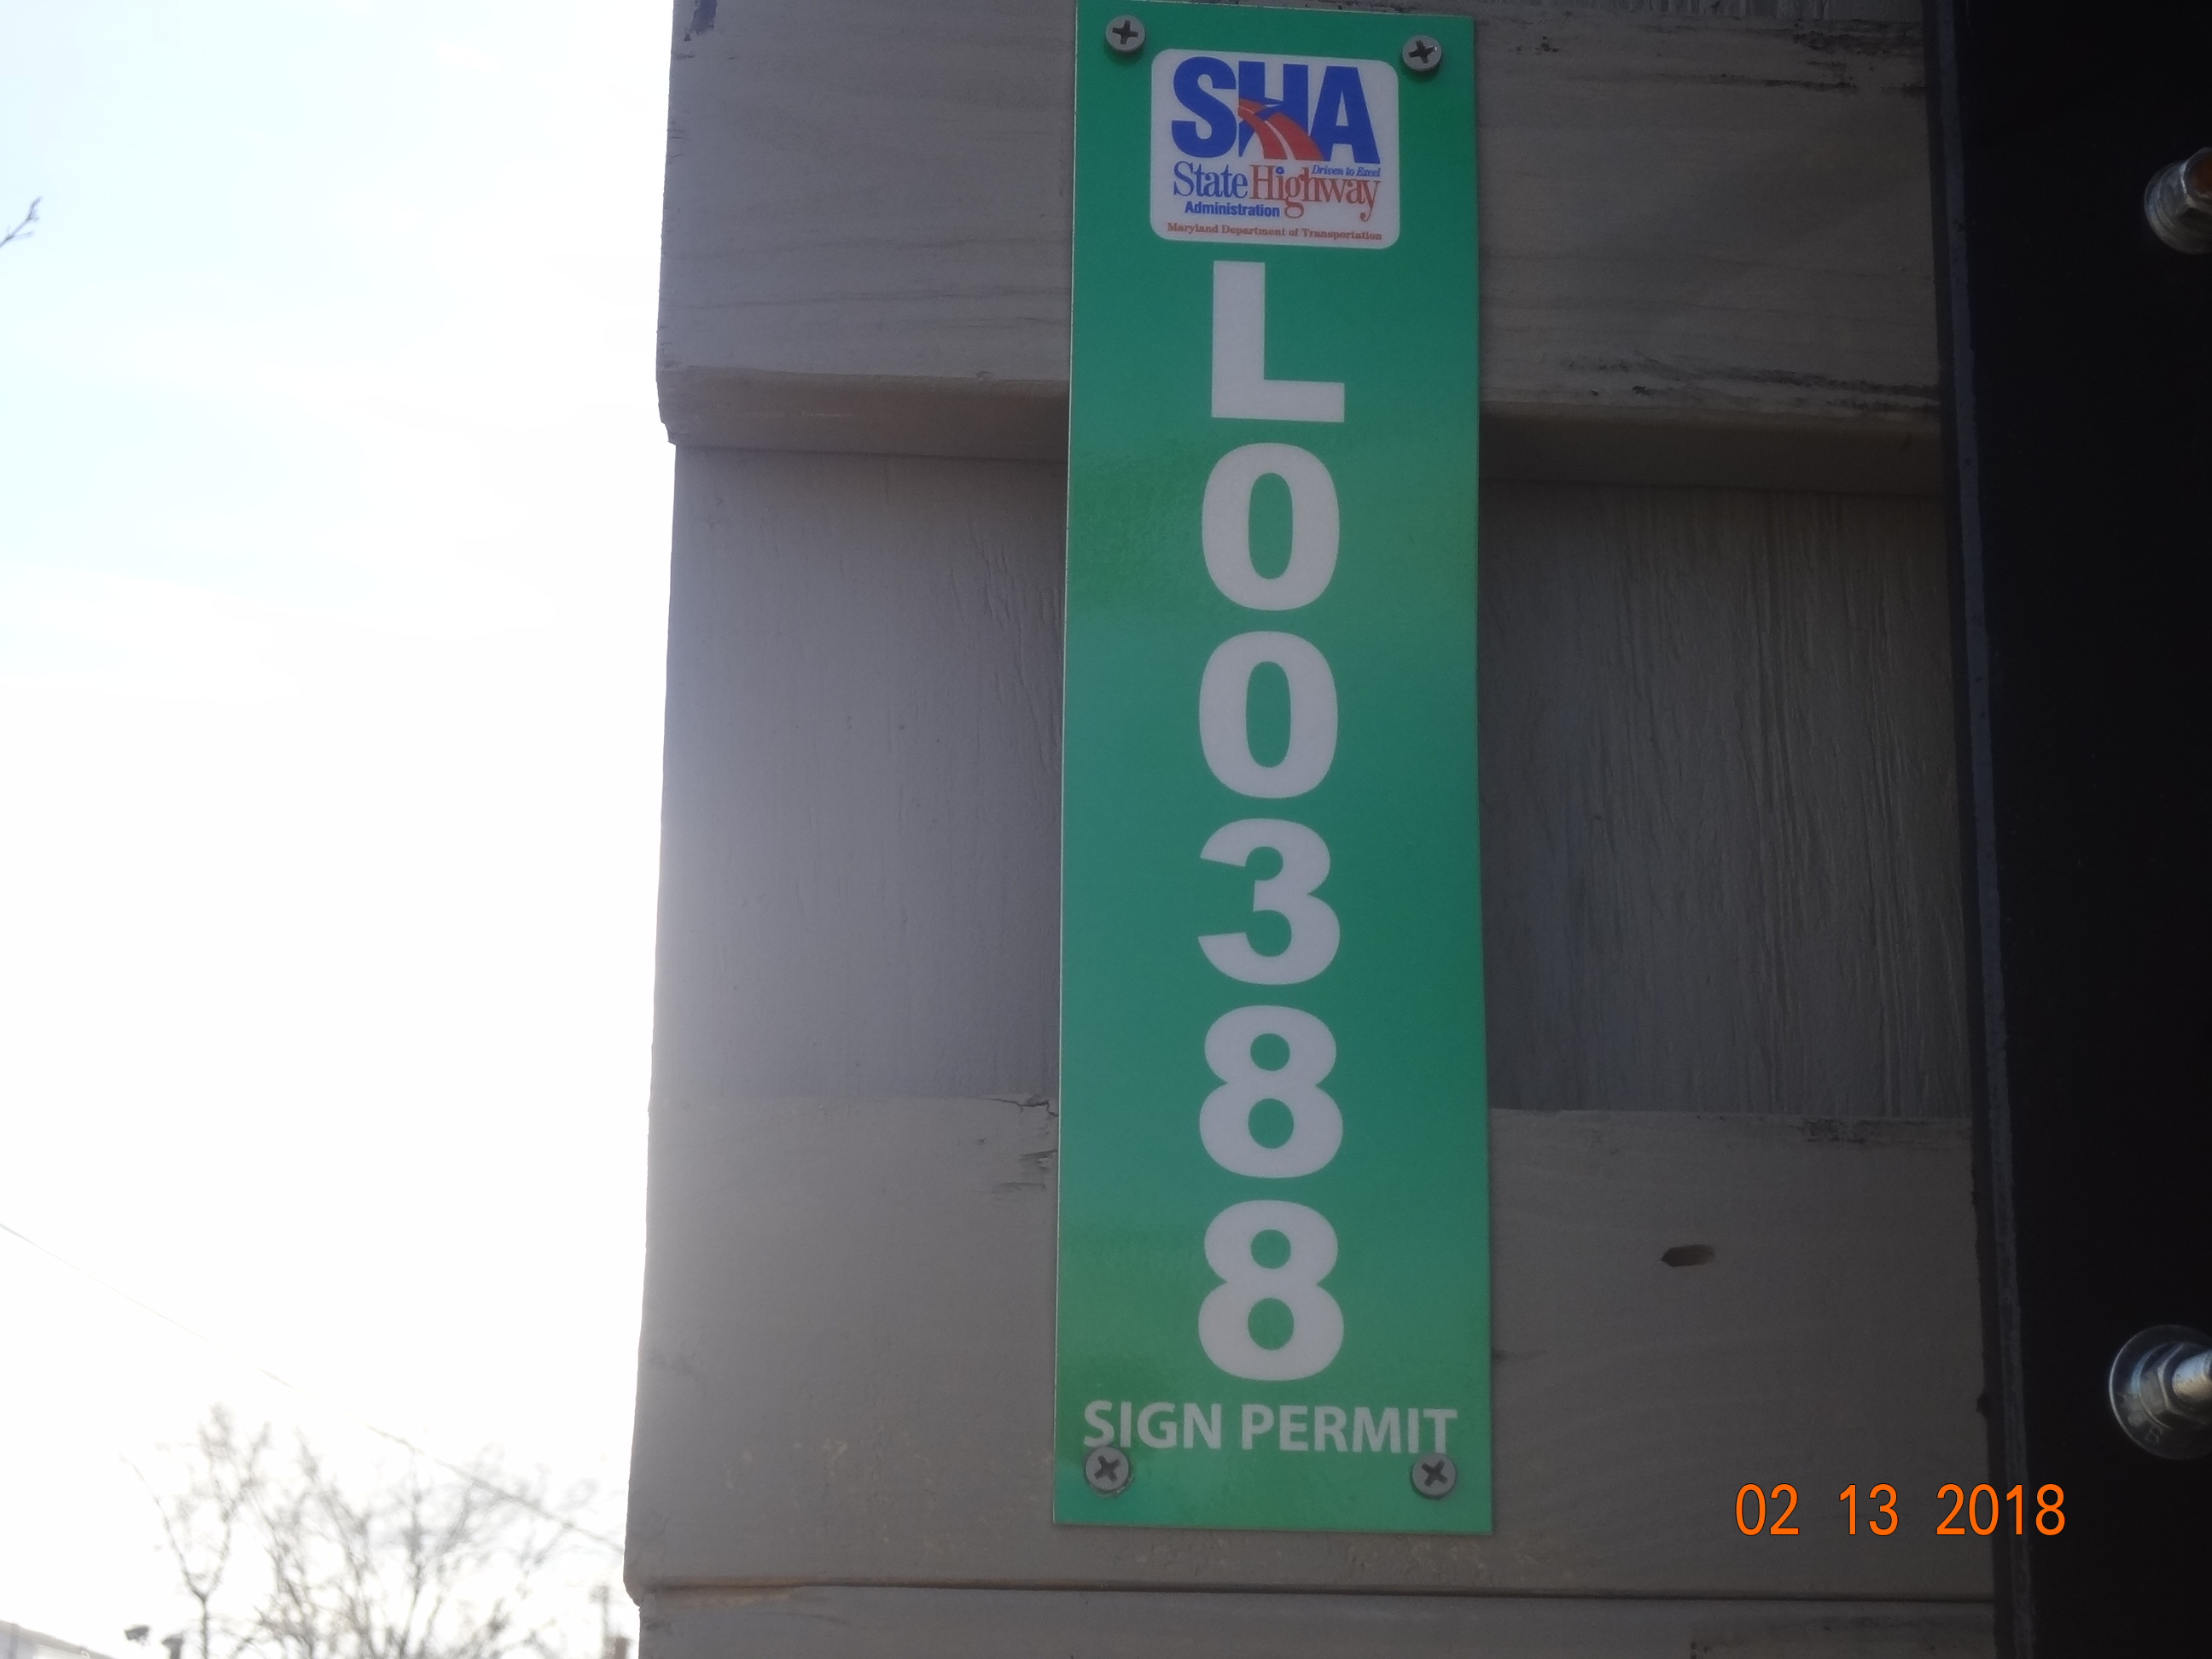 SHA
Driven to Excel
State Highway
Administration
Maryland Department of Transportation
L
0
0
3
8
8
SIGN PERMIT
02 13 2018